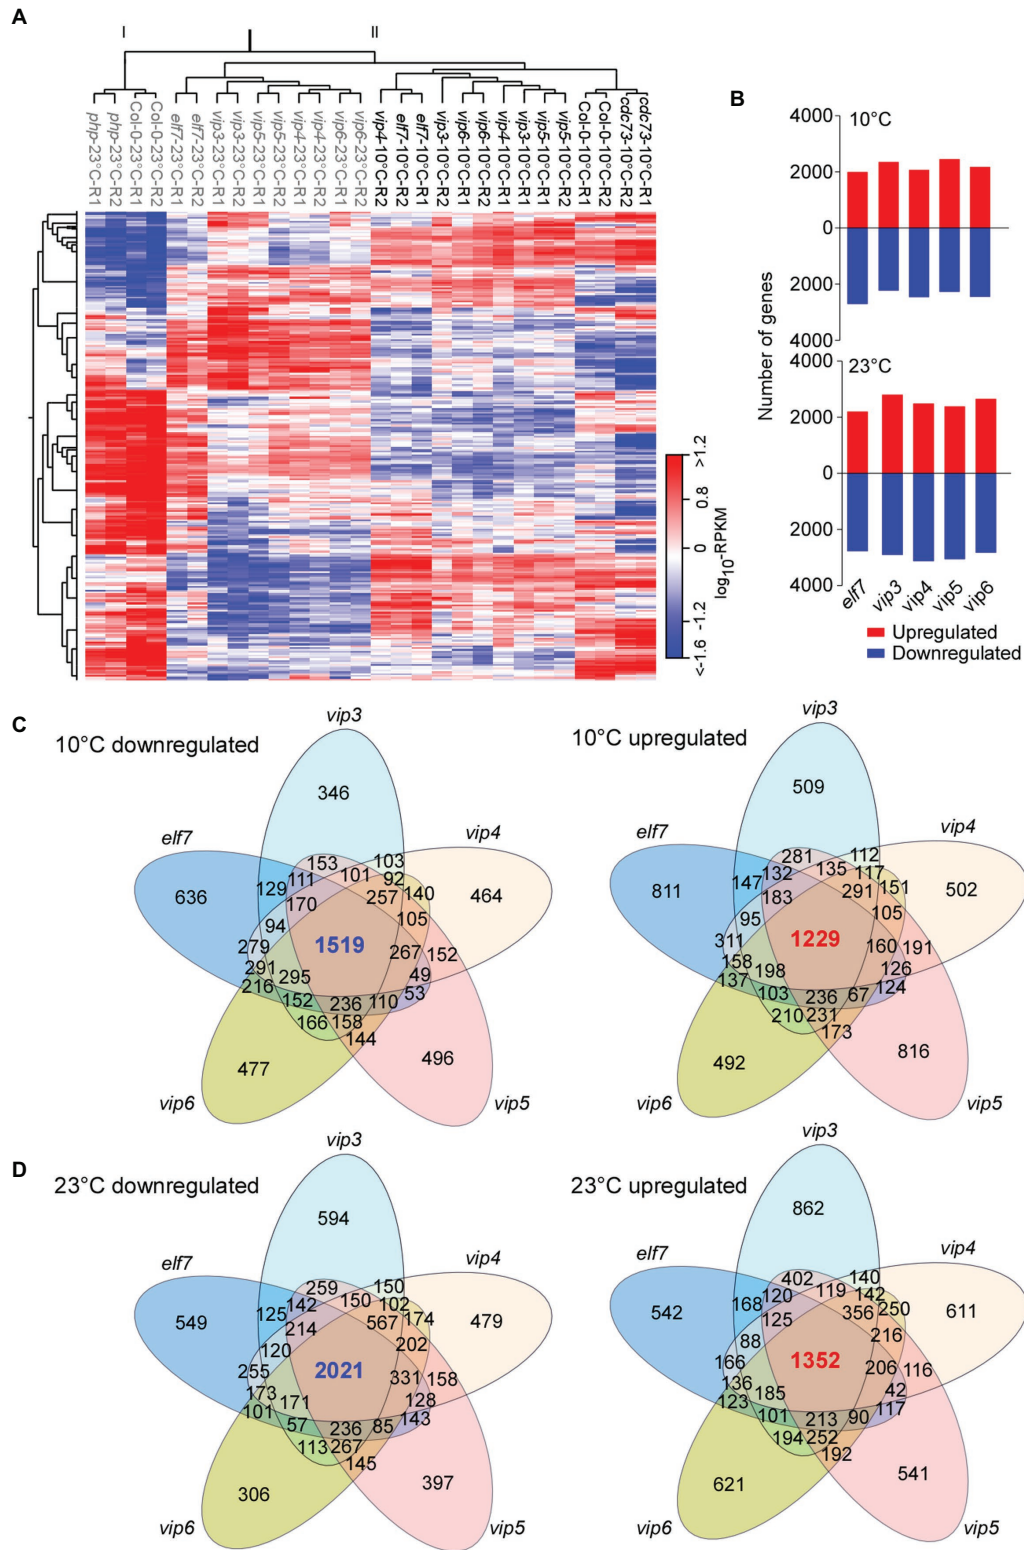 A
I
II
php-23°C-R1
php-23°C-R2
Col-0-23°C-R1
Col-0-23°C-R2
elf7-23°C-R1
elf7-23°C-R2
vip3-23°C-R1
vip3-23°C-R2
vip5-23°C-R1
vip5-23°C-R2
vip4-23°C-R1
vip4-23°C-R2
vip6-23°C-R1
vip6-23°C-R2
vip4-10°C-R2
elf7-10°C-R2
elf7-10°C-R1
vip3-10°C-R2
vip6-10°C-R1
vip6-10°C-R2
vip4-10°C-R1
vip3-10°C-R1
vip5-10°C-R1
vip5-10°C-R2
Col-0-10°C-R1
Col-0-10°C-R2
cdc73-10°C-R2
cdc73-10°C-R1
>1.2
0.8
0
-1.2
<-1.6
log10-RPKM
B
Number of genes
10°C
4000
2000
0
2000
4000
23°C
4000
2000
0
2000
4000
elf7
vip3
vip4
vip5
vip6
Upregulated
Downregulated
C
10°C downregulated
vip3
elf7
vip4
vip6
vip5
346
153
103
101
92
636
129
111
257
140
464
170
105
94
1519
279
267
152
291
295
49
216
53
152
236
110
166
158
144
477
496
10°C upregulated
vip3
elf7
vip4
vip6
vip5
509
281
112
135
117
811
147
132
291
151
502
183
105
95
1229
311
160
191
158
198
126
137
124
103
236
67
210
231
173
492
816
D
23°C downregulated
vip3
elf7
vip4
vip6
vip5
594
259
150
150
102
549
125
142
567
174
479
214
202
120
2021
255
331
158
173
171
128
101
143
57
236
85
113
267
145
306
397
23°C upregulated
vip3
elf7
vip4
vip6
vip5
862
402
140
119
142
542
168
120
356
250
611
125
216
88
1352
166
206
116
136
185
42
123
117
101
213
90
194
252
192
621
541